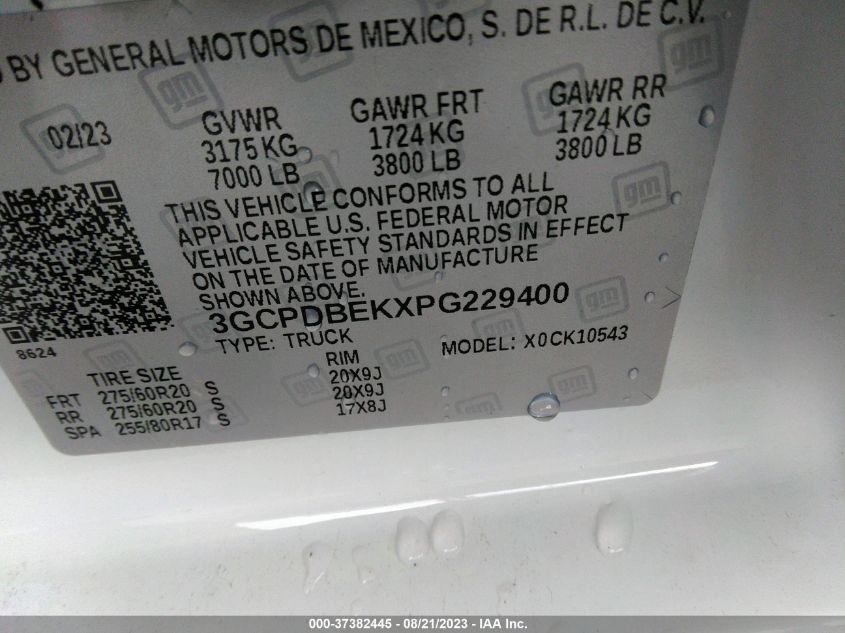 BY GENERAL MOTORS DE MEXICO, S. DE R.L. DE C.V.
02/23
GVWR GAWR FRT GAWR RR
3175 KG 1724 KG 1724 KG
7000 LB 3800 LB 3800 LB
THIS VEHICLE CONFORMS TO ALL
APPLICABLE U.S. FEDERAL MOTOR
VEHICLE SAFETY STANDARDS IN EFFECT
ON THE DATE OF MANUFACTURE
SHOWN ABOVE.
3GCPDBEKXPG229400
TYPE: TRUCK MODEL: X0CK10543
8624
TIRE SIZE RIM
FRT 275/60R20 S 20X9J
RR 275/60R20 S 20X9J
SPA 255/80R17 S 17X8J
000-37382445 - 08/21/2023 - IAA Inc.